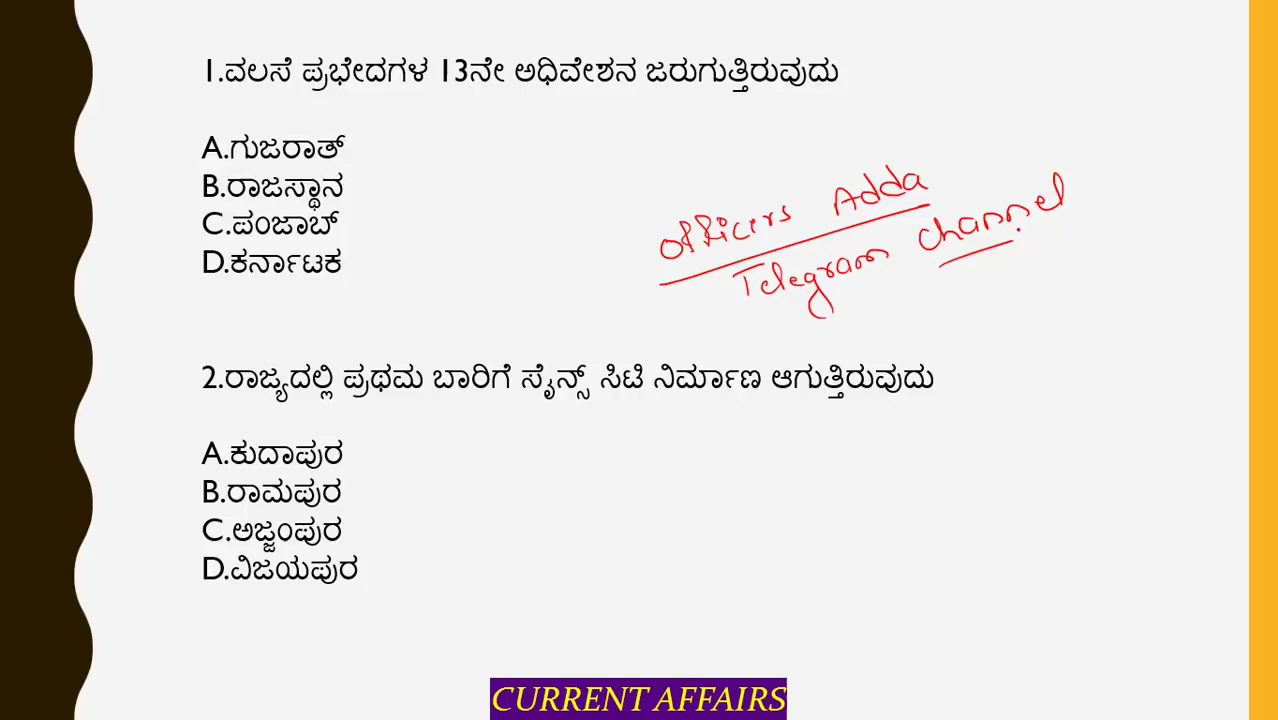 1.ವಲಸೆ ಪ್ರಭೇದಗಳ 13ನೇ ಅಧಿವೇಶನ ಜರುಗುತ್ತಿರುವುದು
A.ಗುಜರಾತ್
B.ರಾಜಸ್ಥಾನ
C.ಪಂಜಾಬ್
D.ಕರ್ನಾಟಕ
Officers Adda
Telegram channel
2.ರಾಜ್ಯದಲ್ಲಿ ಪ್ರಥಮ ಬಾರಿಗೆ ಸೈನ್ಸ್ ಸಿಟಿ ನಿರ್ಮಾಣ ಆಗುತ್ತಿರುವುದು
A.ಕುದಾಪುರ
B.ರಾಮಪುರ
C.ಅಜ್ಜಂಪುರ
D.ವಿಜಯಪುರ
CURRENT AFFAIRS